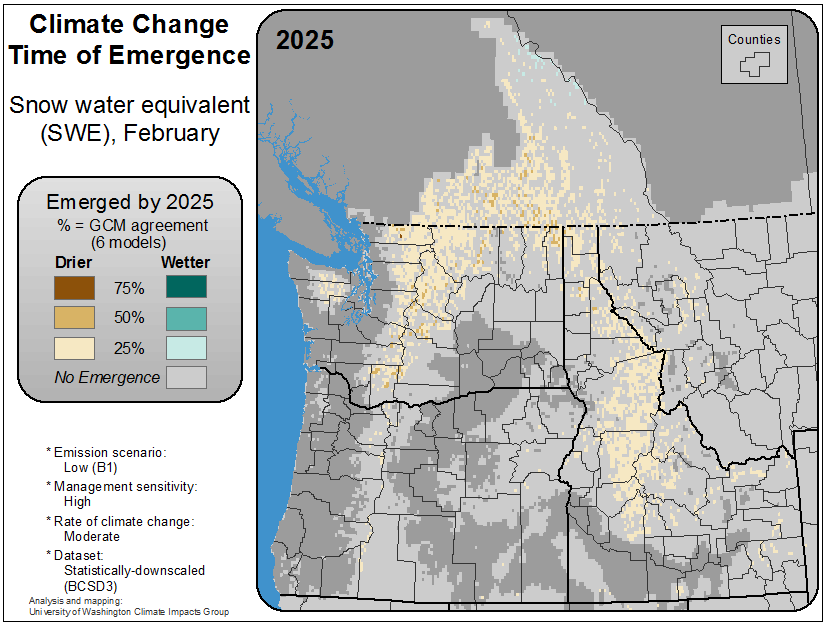 Climate Change
Time of Emergence
Snow water equivalent
(SWE), February
Emerged by 2025
% = GCM agreement
(6 models)
Drier Wetter
75%
50%
25%
No Emergence
* Emission scenario:
Low (B1)
* Management sensitivity:
High
* Rate of climate change:
Moderate
* Dataset:
Statistically-downscaled
(BCSD3)
Analysis and mapping:
University of Washington Climate Impacts Group
2025
Counties